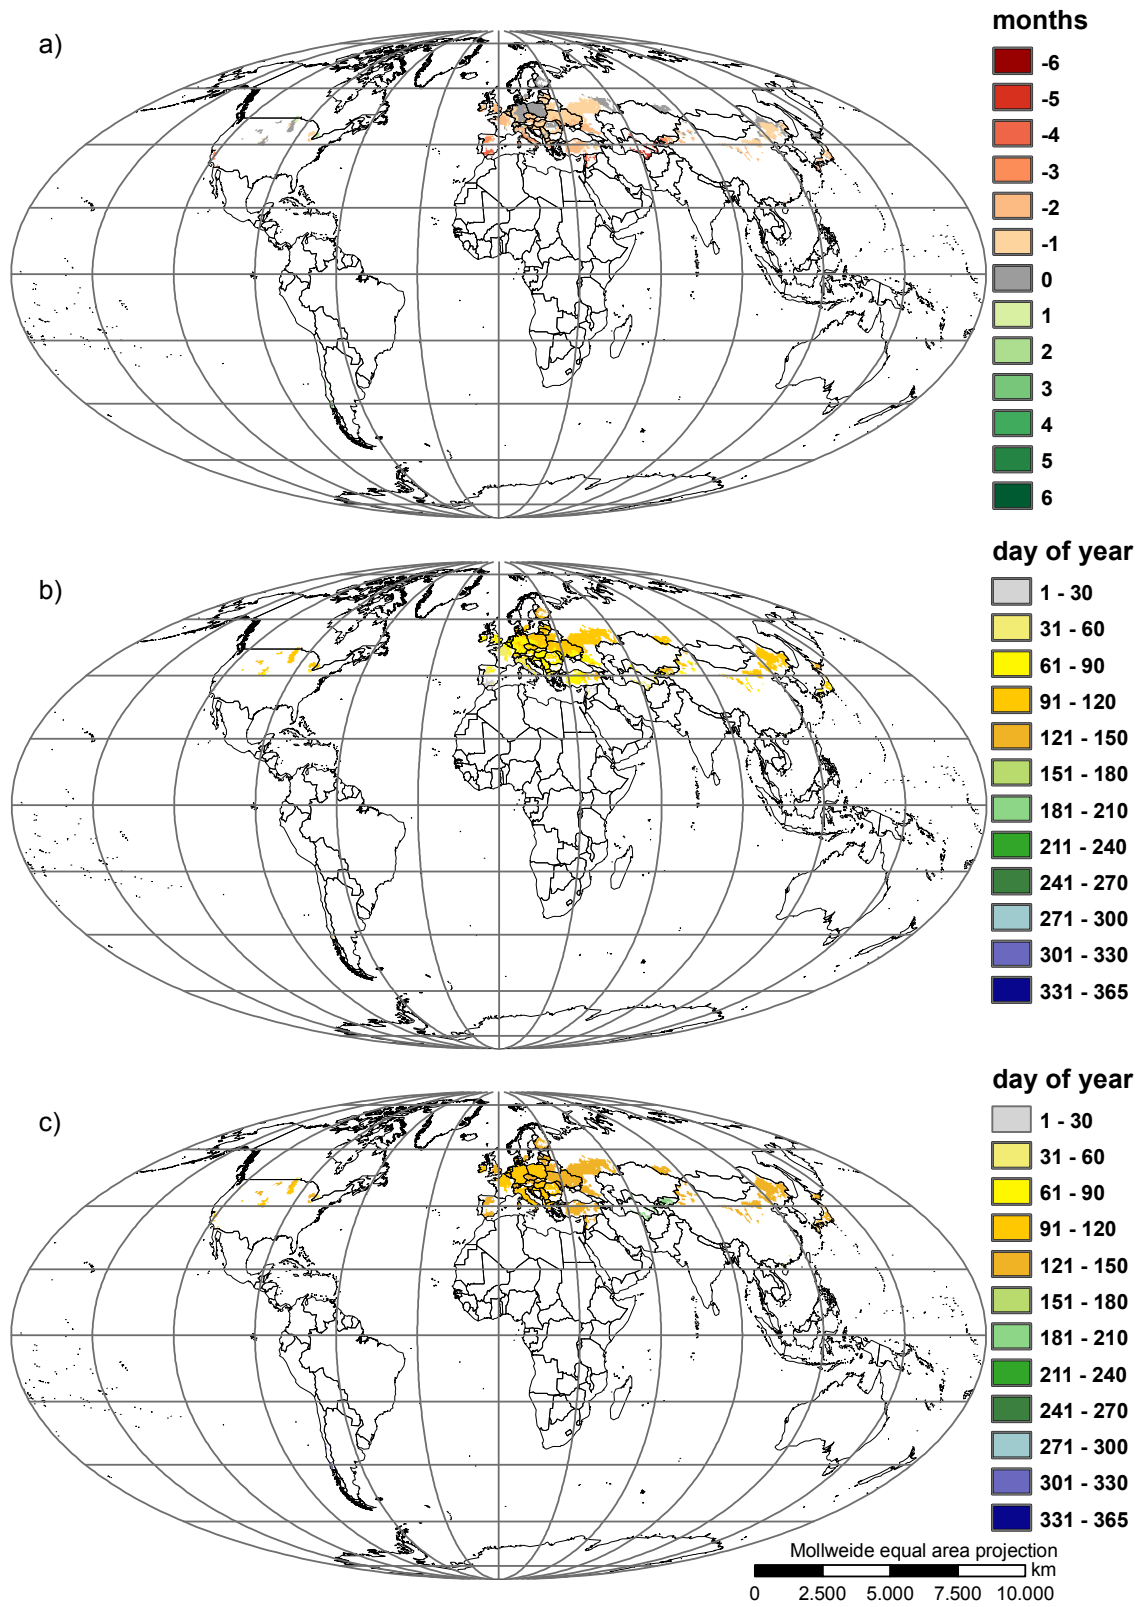 a)
months
-6
-5
-4
-3
-2
-1
0
1
2
3
4
5
6
b)
day of year
1 - 30
31 - 60
61 - 90
91 - 120
121 - 150
151 - 180
181 - 210
211 - 240
241 - 270
271 - 300
301 - 330
331 - 365
c)
day of year
1 - 30
31 - 60
61 - 90
91 - 120
121 - 150
151 - 180
181 - 210
211 - 240
241 - 270
271 - 300
301 - 330
331 - 365
Mollweide equal area projection
km
0 2.500 5.000 7.500 10.000